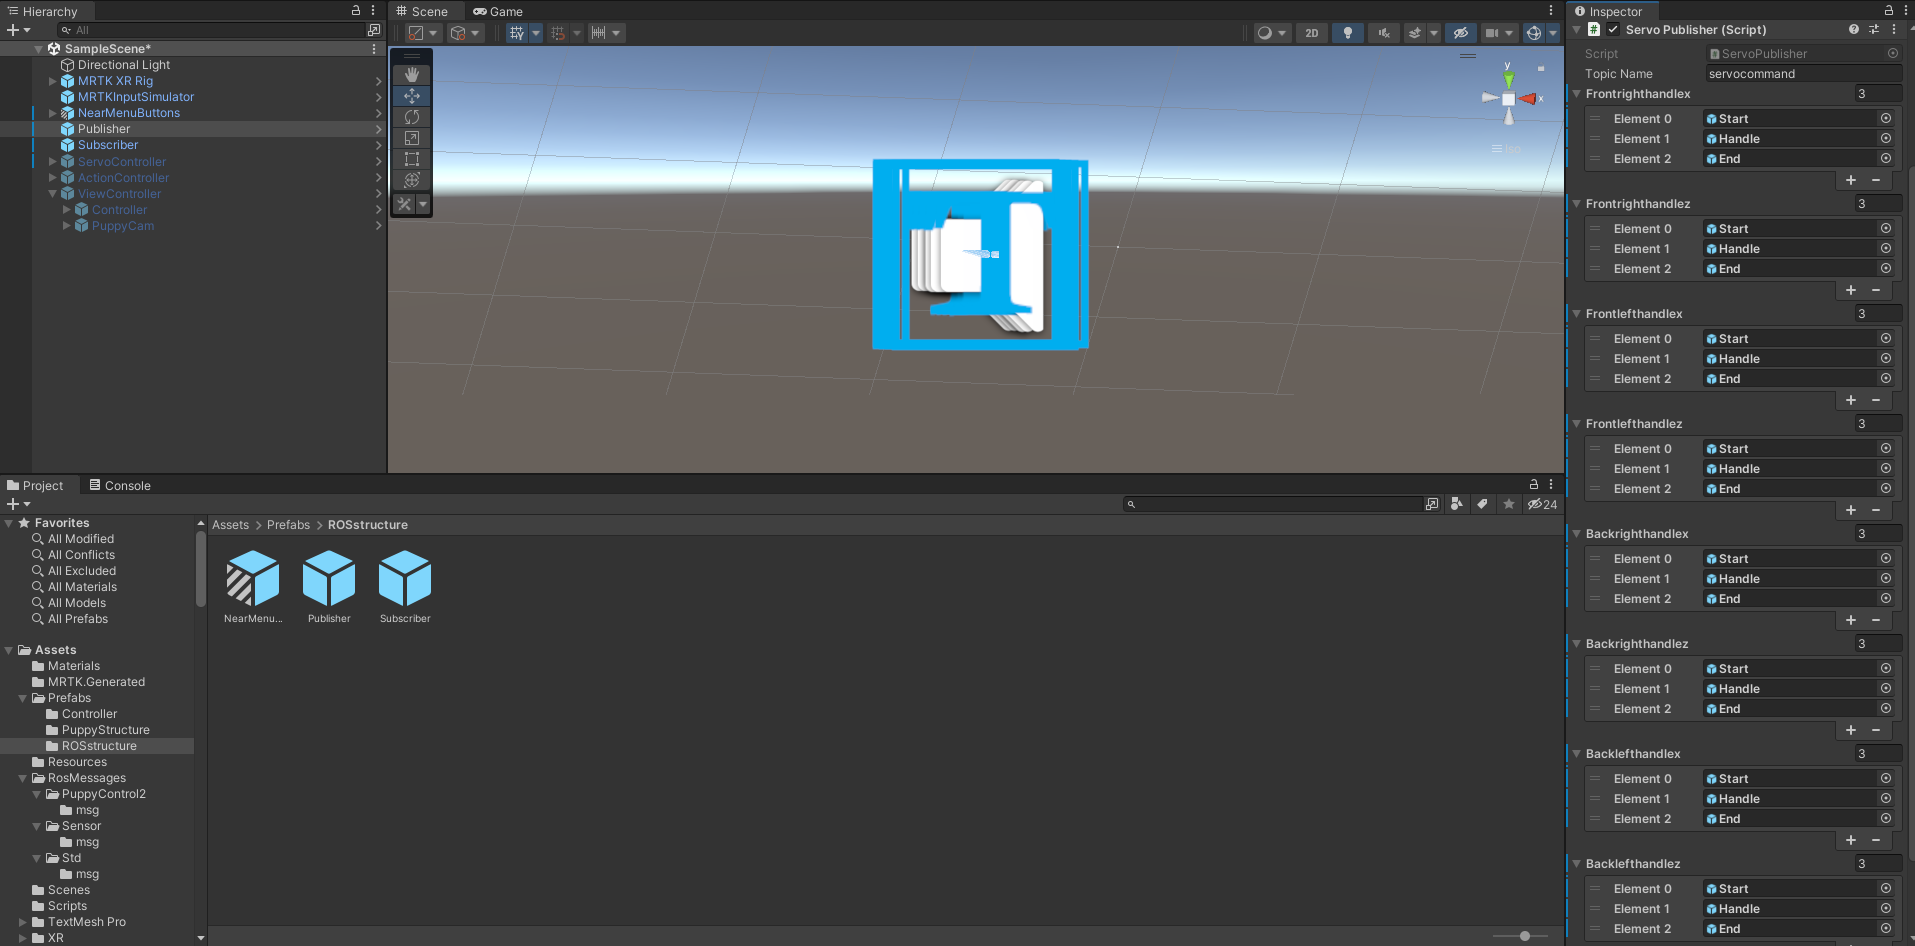 Hierarchy
All
SampleScene*
Directional Light
MRTK XR Rig
MRTKInputSimulator
NearMenuButtons
Publisher
Subscriber
ServoController
ActionController
ViewController
Controller
PuppyCam
Scene
Game
2D
y
x
Iso
Project
Console
24
Favorites
All Modified
All Conflicts
All Excluded
All Materials
All Models
All Prefabs
Assets
Materials
MRTK.Generated
Prefabs
Controller
PuppyStructure
ROSstructure
Resources
RosMessages
PuppyControl2
msg
Sensor
msg
Std
msg
Scenes
Scripts
TextMesh Pro
XR
Assets > Prefabs > ROSstructure
NearMenu...
Publisher
Subscriber
Inspector
# Servo Publisher (Script)
Script ServoPublisher
Topic Name servocommand
Frontrighthandlex 3
Element 0 Start
Element 1 Handle
Element 2 End
Frontrighthandlez 3
Element 0 Start
Element 1 Handle
Element 2 End
Frontlefthandlex 3
Element 0 Start
Element 1 Handle
Element 2 End
Frontlefthandlez 3
Element 0 Start
Element 1 Handle
Element 2 End
Backrighthandlex 3
Element 0 Start
Element 1 Handle
Element 2 End
Backrighthandlez 3
Element 0 Start
Element 1 Handle
Element 2 End
Backlefthandlex 3
Element 0 Start
Element 1 Handle
Element 2 End
Backlefthandlez 3
Element 0 Start
Element 1 Handle
Element 2 End